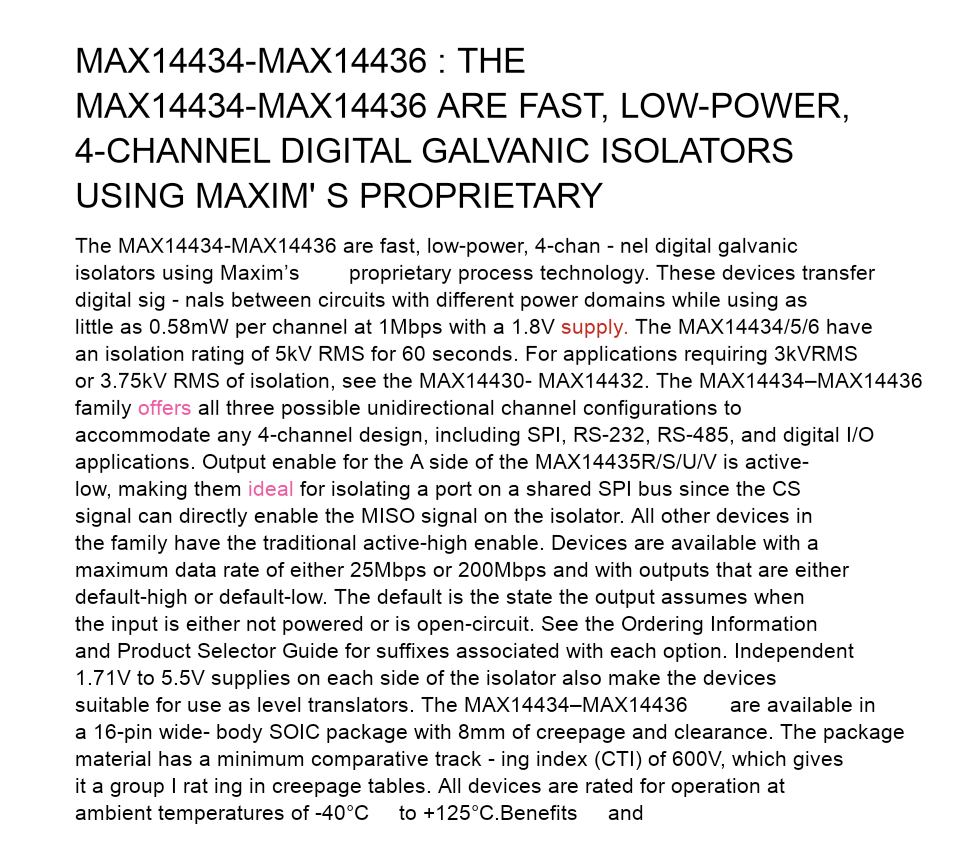 MAX14434-MAX14436 : THE
MAX14434-MAX14436 ARE FAST, LOW-POWER,
4-CHANNEL DIGITAL GALVANIC ISOLATORS
USING MAXIM' S PROPRIETARY
The MAX14434-MAX14436 are fast, low-power, 4-chan - nel digital galvanic
isolators using Maxim’s proprietary process technology. These devices transfer
digital sig - nals between circuits with different power domains while using as
little as 0.58mW per channel at 1Mbps with a 1.8V supply. The MAX14434/5/6 have
an isolation rating of 5kV RMS for 60 seconds. For applications requiring 3kVRMS
or 3.75kV RMS of isolation, see the MAX14430- MAX14432. The MAX14434–MAX14436
family offers all three possible unidirectional channel configurations to
accommodate any 4-channel design, including SPI, RS-232, RS-485, and digital I/O
applications. Output enable for the A side of the MAX14435R/S/U/V is active-
low, making them ideal for isolating a port on a shared SPI bus since the CS
signal can directly enable the MISO signal on the isolator. All other devices in
the family have the traditional active-high enable. Devices are available with a
maximum data rate of either 25Mbps or 200Mbps and with outputs that are either
default-high or default-low. The default is the state the output assumes when
the input is either not powered or is open-circuit. See the Ordering Information
and Product Selector Guide for suffixes associated with each option. Independent
1.71V to 5.5V supplies on each side of the isolator also make the devices
suitable for use as level translators. The MAX14434–MAX14436 are available in
a 16-pin wide- body SOIC package with 8mm of creepage and clearance. The package
material has a minimum comparative track - ing index (CTI) of 600V, which gives
it a group I rat ing in creepage tables. All devices are rated for operation at
ambient temperatures of -40°C to +125°C.Benefits and